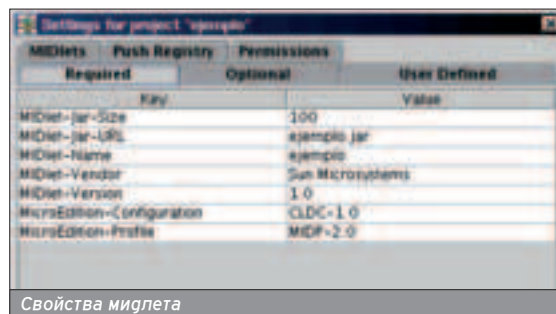 Settings for project "ejemplo"
MIDlets Push Registry Permissions
Required Optional User Defined
Key Value
MIDlet-Jar-Size 100
MIDlet-Jar-URL ejemplo.jar
MIDlet-Name ejemplo
MIDlet-Vendor Sun Microsystems
MIDlet-Version 1.0
MicroEdition-Configuration CLDC-1.0
MicroEdition-Profile MIDP-2.0
Свойства мидлета